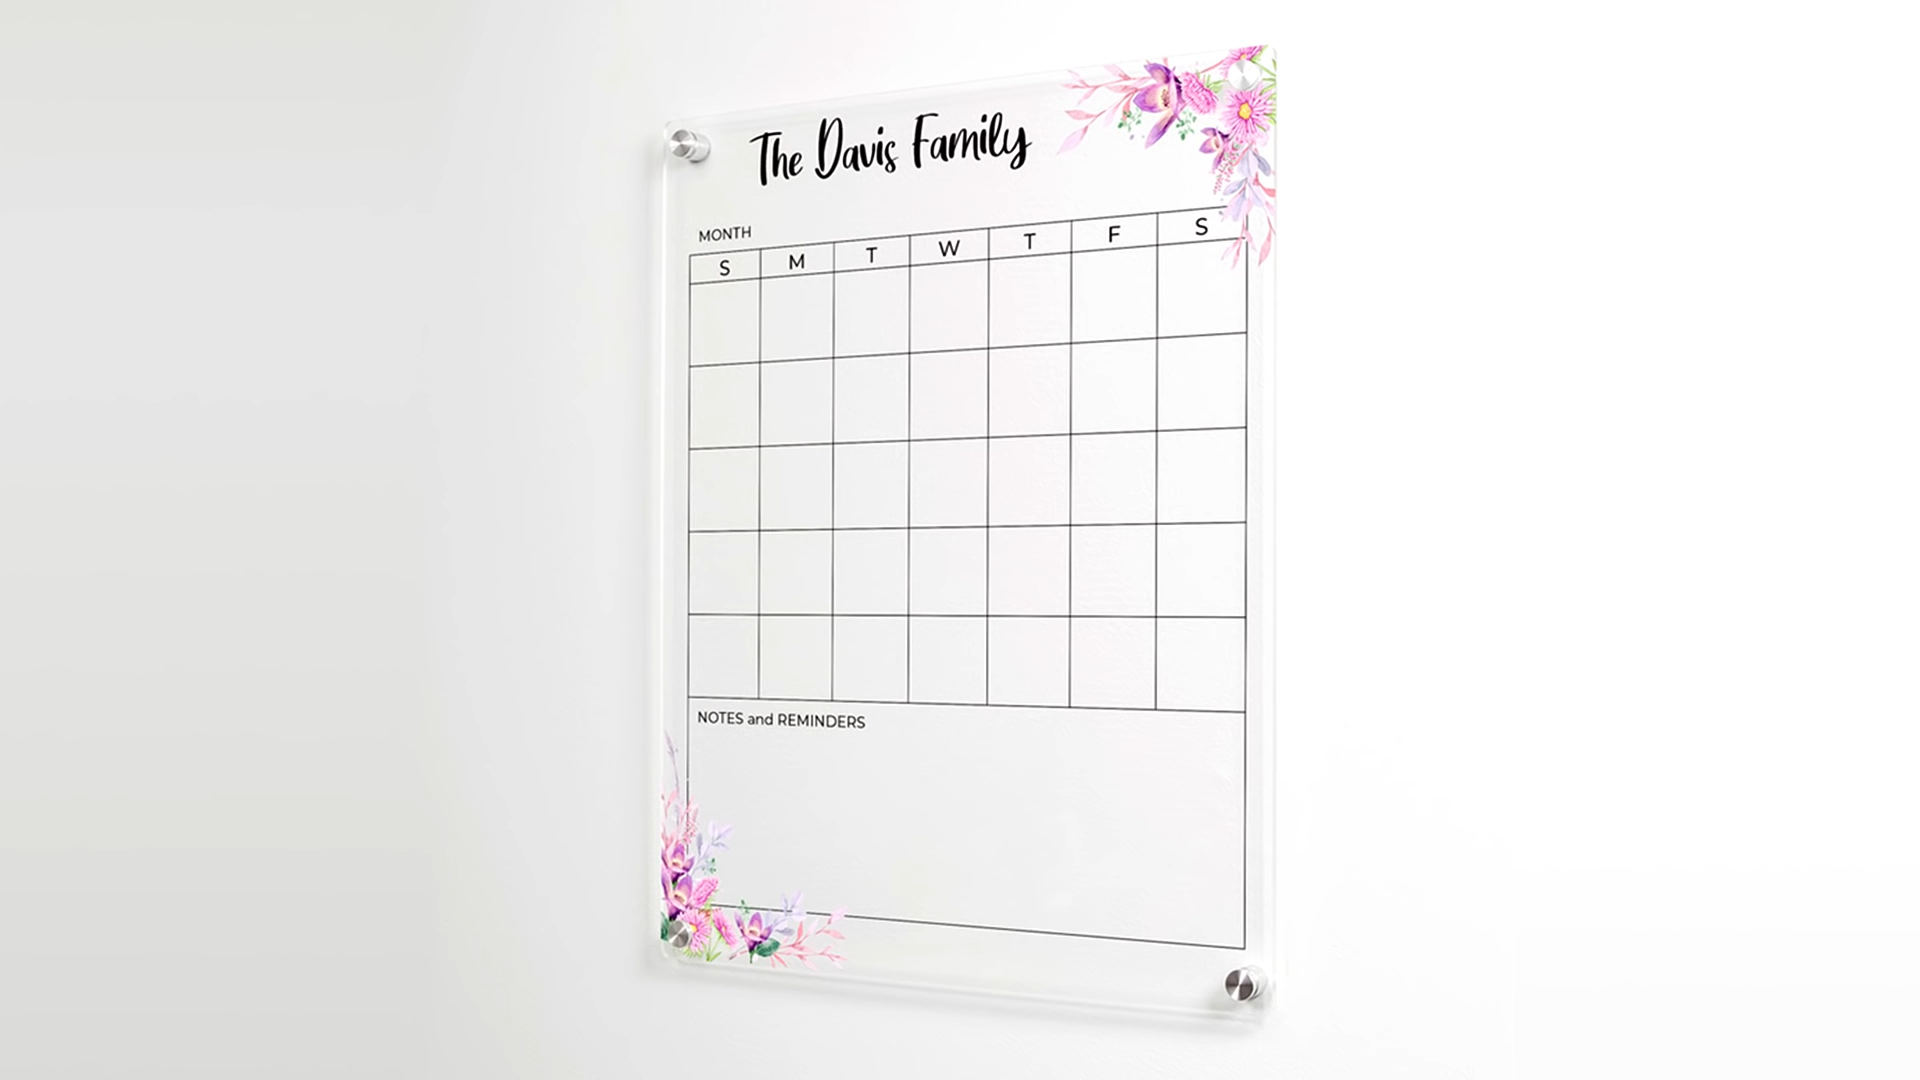 The Davis Family
MONTH
S M T W T F S
NOTES and REMINDERS